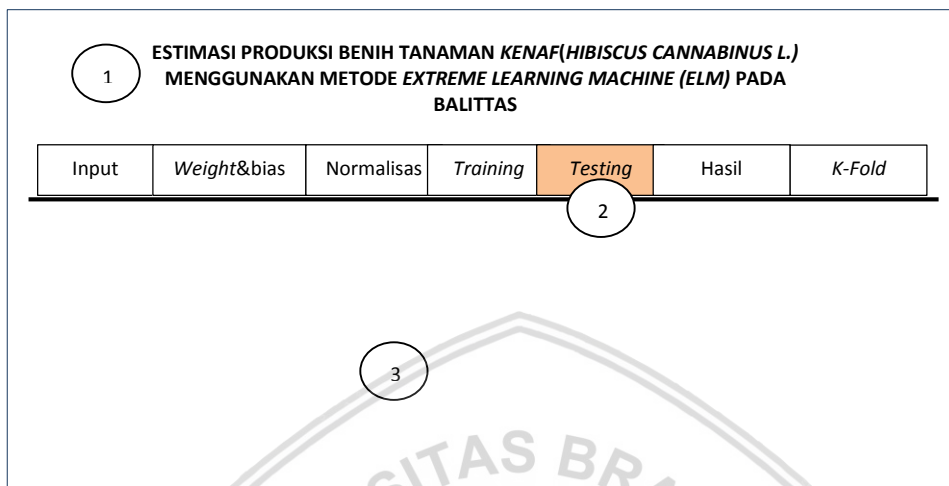 1
ESTIMASI PRODUKSI BENIH TANAMAN KENAF(HIBISCUS CANNABINUS L.)
MENGGUNAKAN METODE EXTREME LEARNING MACHINE (ELM) PADA
BALITTAS
Input Weight&bias Normalisas Training Testing Hasil K-Fold
2
3
SITAS BRA